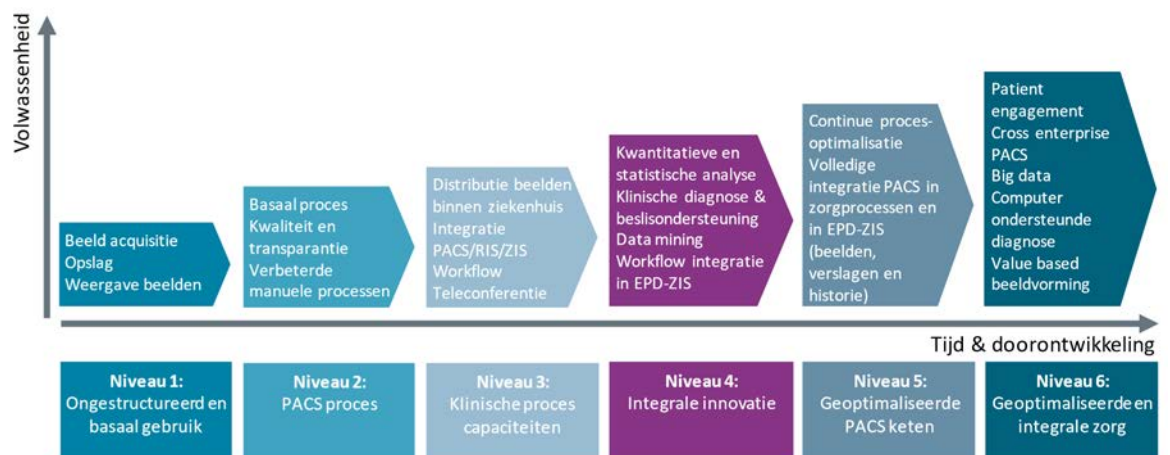 Volwassenheid
Beeld acquisitie
Opslag
Weergave beelden
Basaal proces
Kwaliteit en
transparantie
Verbeterde
manuele processen
Distributie beelden
binnen ziekenhuis
Integratie
PACS/RIS/ZIS
Workflow
Teleconferentie
Kwantitatieve en
statistische analyse
Klinische diagnose &
beslisondersteuning
Data mining
Workflow integratie
in EPD-ZIS
Continue proces-
optimalisatie
Volledige
integratie PACS in
zorgprocessen en
in EPD-ZIS
(beelden,
verslagen en
historie)
Patient
engagement
Cross enterprise
PACS
Big data
Computer
ondersteunde
diagnose
Value based
beeldvorming
Tijd & doorontwikkeling
Niveau 1:
Ongestructureerd en
basaal gebruik
Niveau 2:
PACS proces
Niveau 3:
Klinische proces
capaciteiten
Niveau 4:
Integrale innovatie
Niveau 5:
Geoptimaliseerde
PACS keten
Niveau 6:
Geoptimaliseerde en
integrale zorg